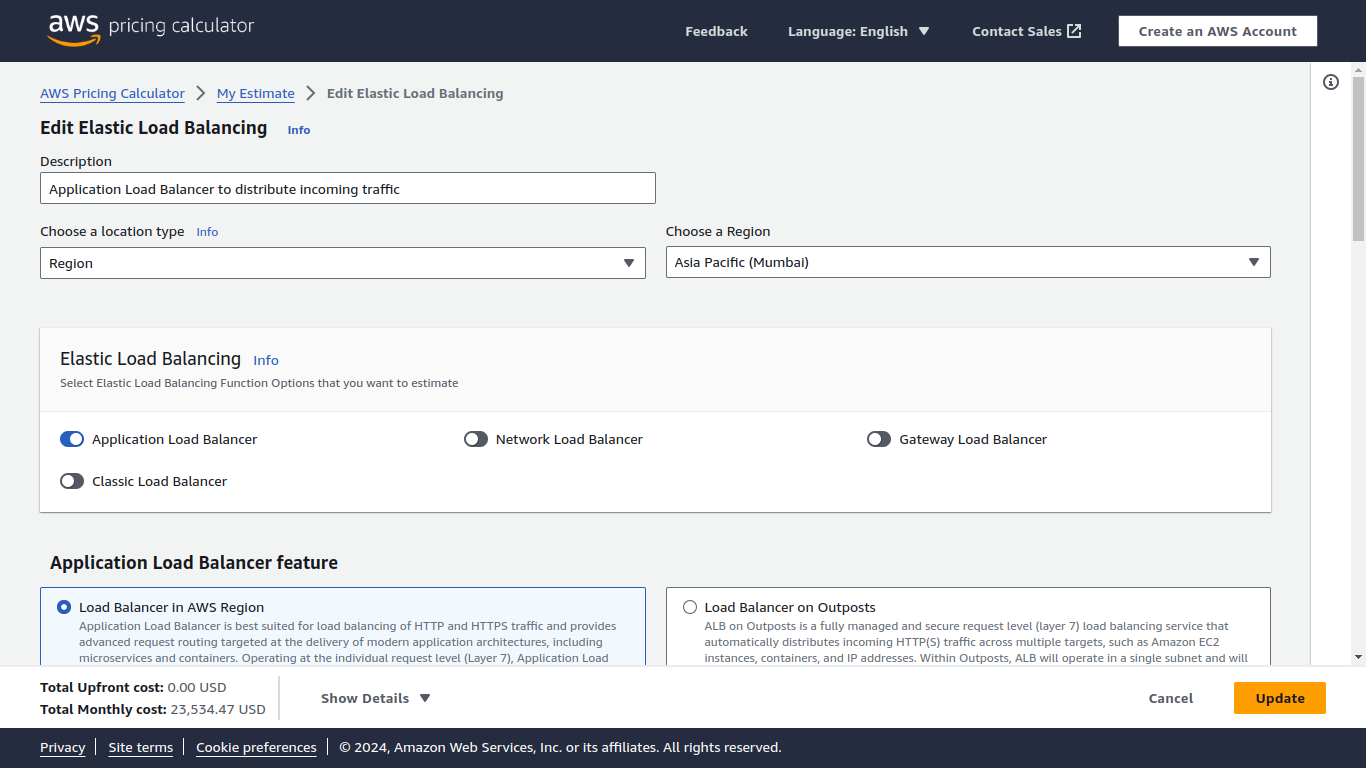 aws pricing calculator
Feedback
Language: English
Contact Sales
Create an AWS Account
AWS Pricing Calculator
My Estimate
Edit Elastic Load Balancing
Edit Elastic Load Balancing
Info
Description
Application Load Balancer to distribute incoming traffic
Choose a location type
Info
Region
Choose a Region
Asia Pacific (Mumbai)
Elastic Load Balancing
Info
Select Elastic Load Balancing Function Options that you want to estimate
Application Load Balancer
Network Load Balancer
Gateway Load Balancer
Classic Load Balancer
Application Load Balancer feature
Load Balancer in AWS Region
Application Load Balancer is best suited for load balancing of HTTP and HTTPS traffic and provides
advanced request routing targeted at the delivery of modern application architectures, including
microservices and containers. Operating at the individual request level (Layer 7), Application Load
Load Balancer on Outposts
ALB on Outposts is a fully managed and secure request level (layer 7) load balancing service that
automatically distributes incoming HTTP(S) traffic across multiple targets, such as Amazon EC2
instances, containers, and IP addresses. Within Outposts, ALB will operate in a single subnet and will
Total Upfront cost: 0.00 USD
Total Monthly cost: 23,534.47 USD
Show Details
Cancel
Update
Privacy
Site terms
Cookie preferences
© 2024, Amazon Web Services, Inc. or its affiliates. All rights reserved.